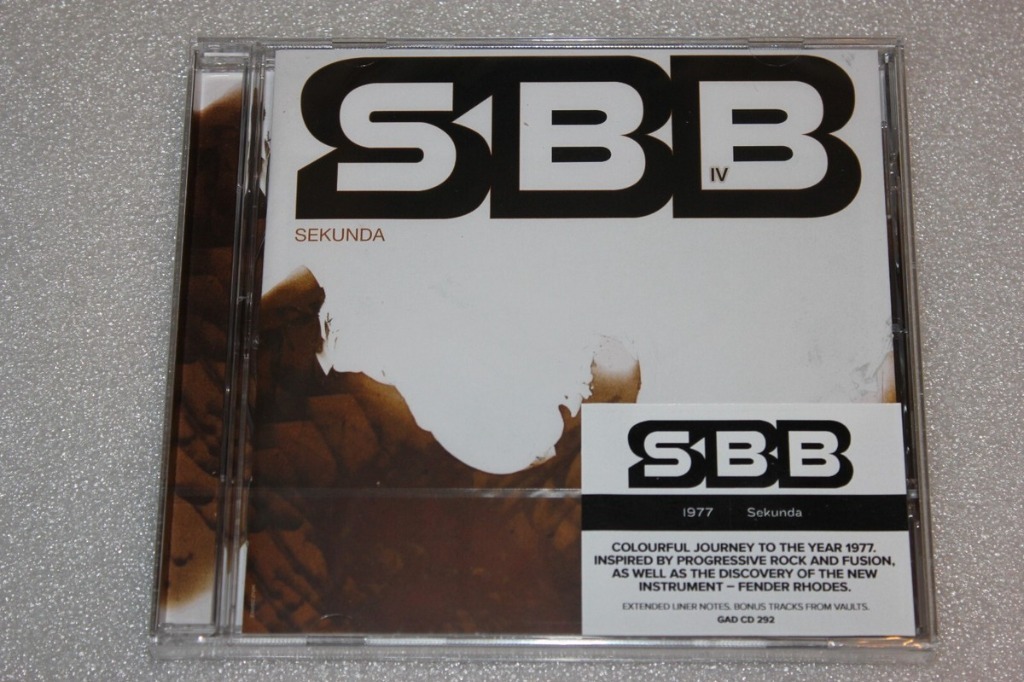 SBB
IV
SEKUNDA
SBB
1977 Sekunda
COLOURFUL JOURNEY TO THE YEAR 1977.
INSPIRED BY PROGRESSIVE ROCK AND FUSION,
AS WELL AS THE DISCOVERY OF THE NEW
INSTRUMENT – FENDER RHODES.
EXTENDED LINER NOTES. BONUS TRACKS FROM VAULTS.
GAD CD 292